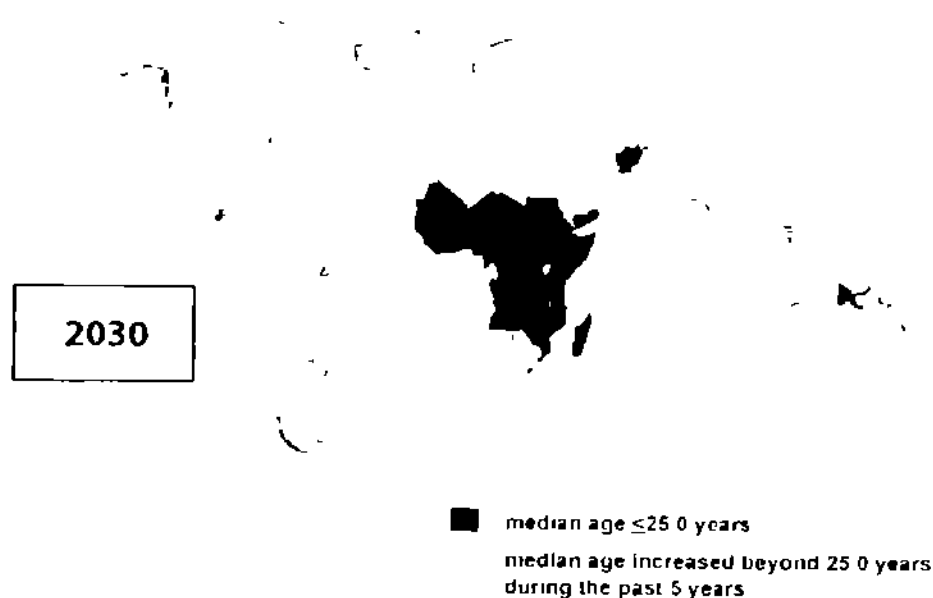 2030
median age ≤25 0 years
median age increased beyond 25 0 years
during the past 5 years